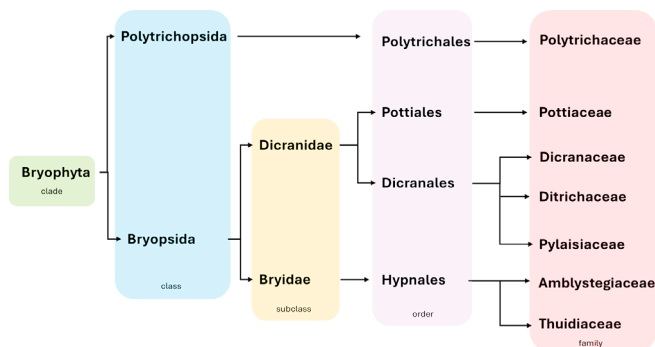 Polytrichopsida
Polytrichales
Polytrichaceae
Pottiales
Pottiaceae
Dicranidae
Dicranaceae
Bryophyta
clade
Dicranales
Ditrichaceae
Bryopsida
Pylaisiaceae
Bryidae
Hypnales
Amblystegiaceae
class
subclass
order
Thuidiaceae
family